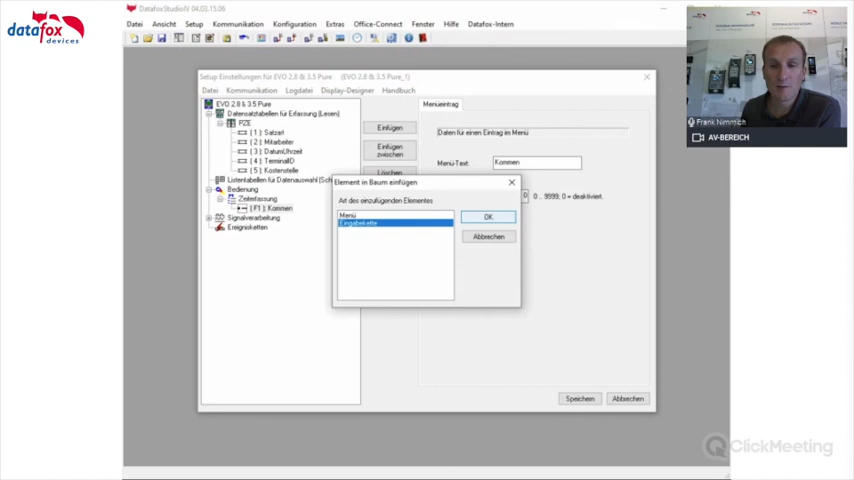 datafox
devices
DatafoxStudioIV 04.03.15.06
Datei Ansicht Setup Kommunikation Konfiguration Extras Office-Connect Fenster Hilfe Datafox-Intern
Setup Einstellungen für EVO 2.8 & 3.5 Pure (EVO 2.8 & 3.5 Pure_1)
Datei Kommunikation Logdatei Display-Designer Handbuch
EVO 2.8 & 3.5 Pure
Datensatztabellen für Erfassung (Lesen)
PZE
( 1 ): Satzart
( 2 ): Mitarbeiter
( 3 ): DatumUhrzeit
( 4 ): TerminalID
( 5 ): Kostenstelle
Listentabellen für Datenauswahl (Sch
Bedienung
Zeiterfassung
( F1 ): Kommen
Signalverarbeitung
Ereignisketten
Einfügen
Einfügen
zwischen
Löschen
Menüeintrag
Daten für einen Eintrag im Menü
Menü-Text: Kommen
0 0 .. 9999; 0 = deaktiviert.
Element in Baum einfügen
Art des einzufügenden Elementes
Menü
Eingabekette
OK
Abbrechen
Speichern Abbrechen
Frank Nimmich
AV-BEREICH
ClickMeeting